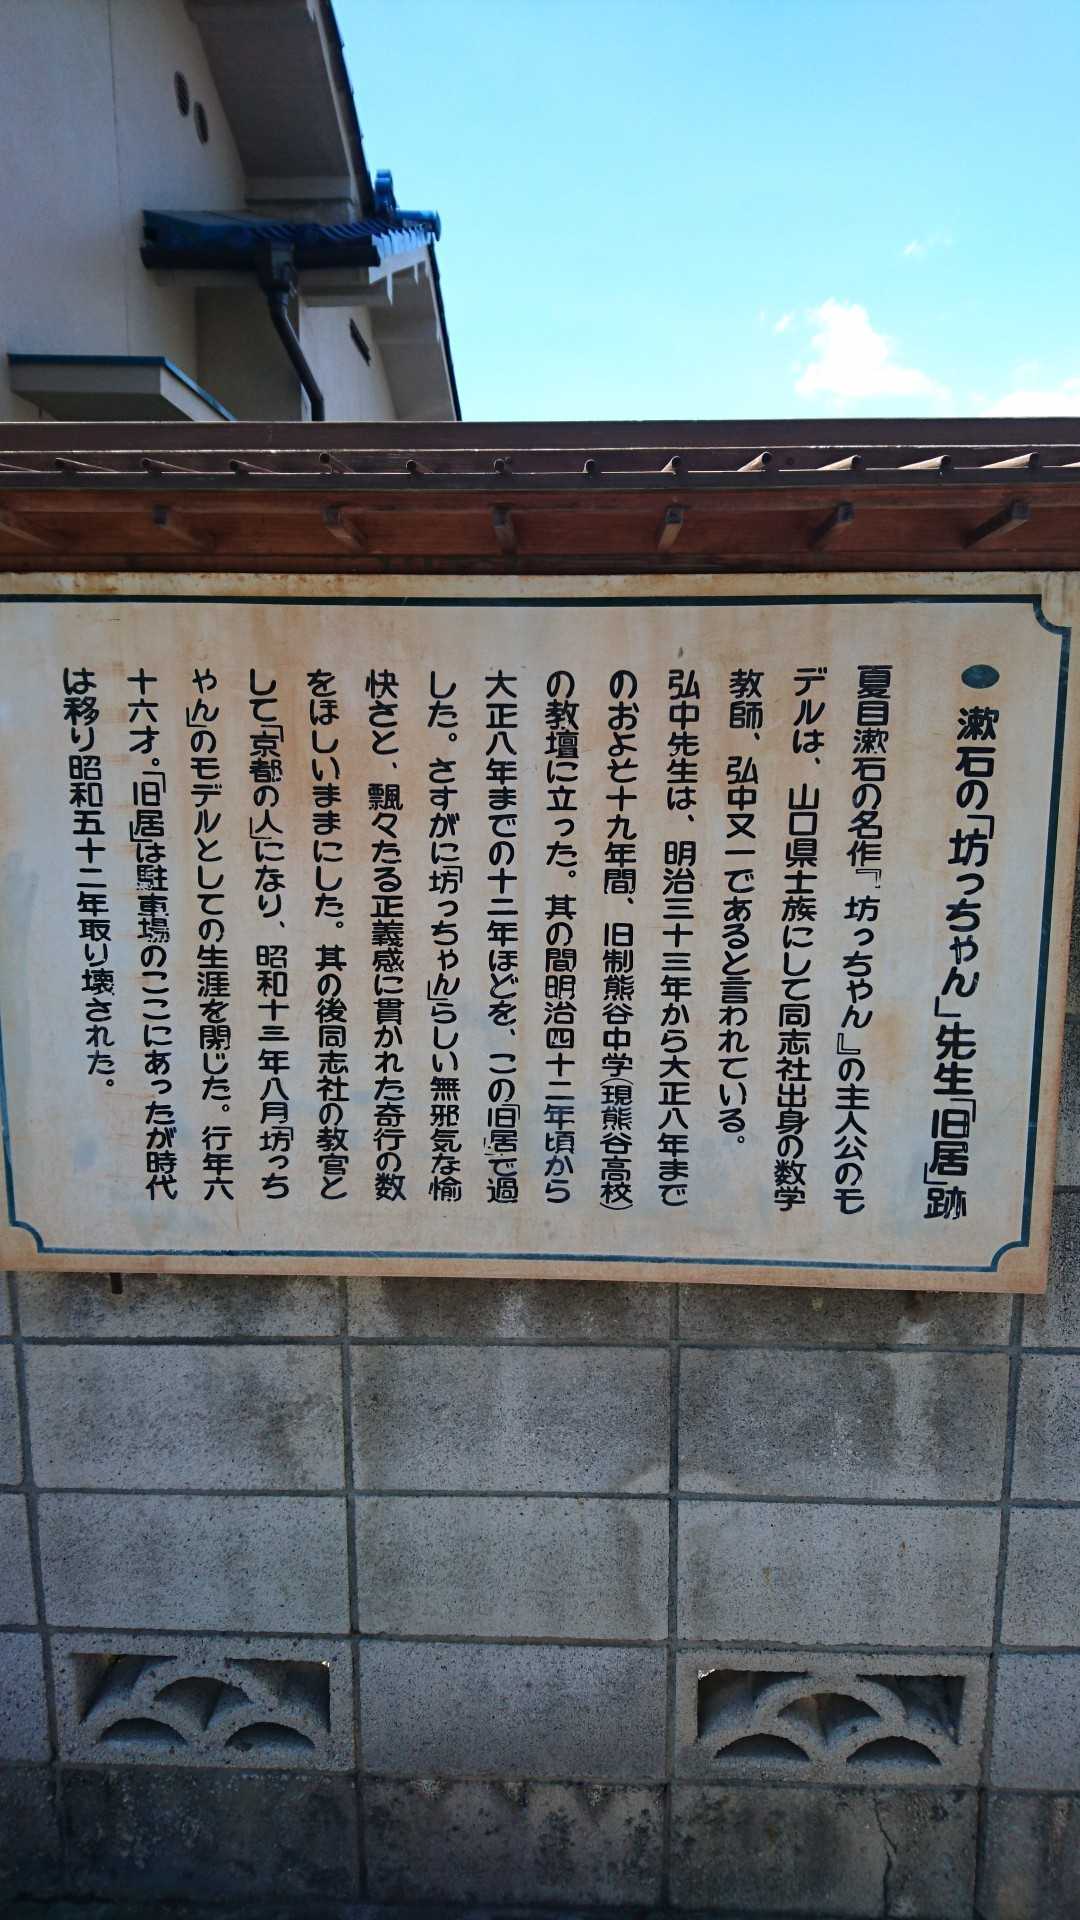 ●漱石の「坊っちゃん」先生「旧居」跡
夏目漱石の名作『坊っちゃん』の主人公のモ
デルは、山口県士族にして同志社出身の数学
教師、弘中又一であると言われている。
弘中先生は、明治三十三年から大正八年まで
のおよそ十九年間、旧制熊谷中学(現熊谷高校)
の教壇に立った。其の間明治四十二年頃から
大正八年までの十二年ほどを、この「旧居」で過
した。さすがに「坊っちゃん」らしい無邪気な愉
快さと、飄々たる正義感に貫かれた奇行の数
をほしいままにした。其の後同志社の教官と
して「京都の人」になり、昭和十三年八月「坊っち
ゃん」のモデルとしての生涯を閉じた。行年六
十六才。「旧居」は駐車場のここにあったが時代
は移り昭和五十二年取り壊された。